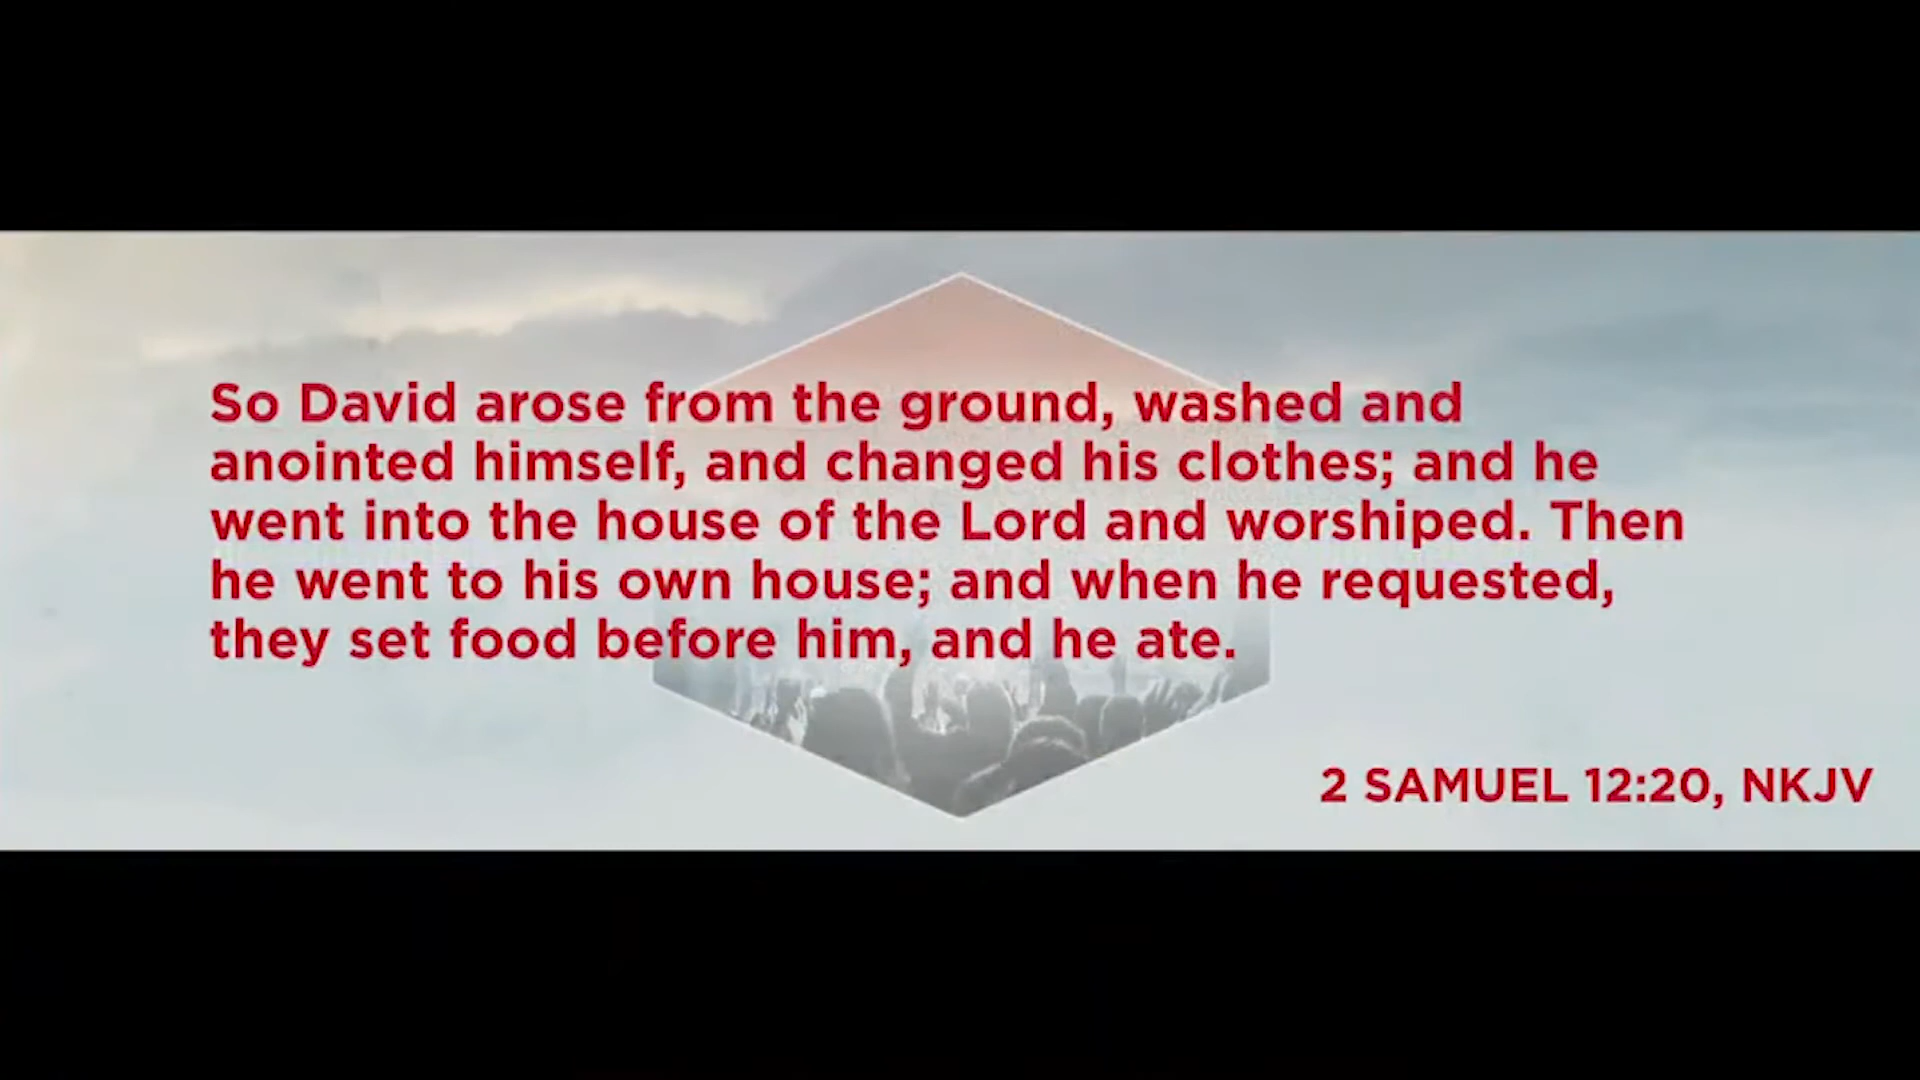 So David arose from the ground, washed and
anointed himself, and changed his clothes; and he
went into the house of the Lord and worshiped. Then
he went to his own house; and when he requested,
they set food before him, and he ate.
2 SAMUEL 12:20, NKJV